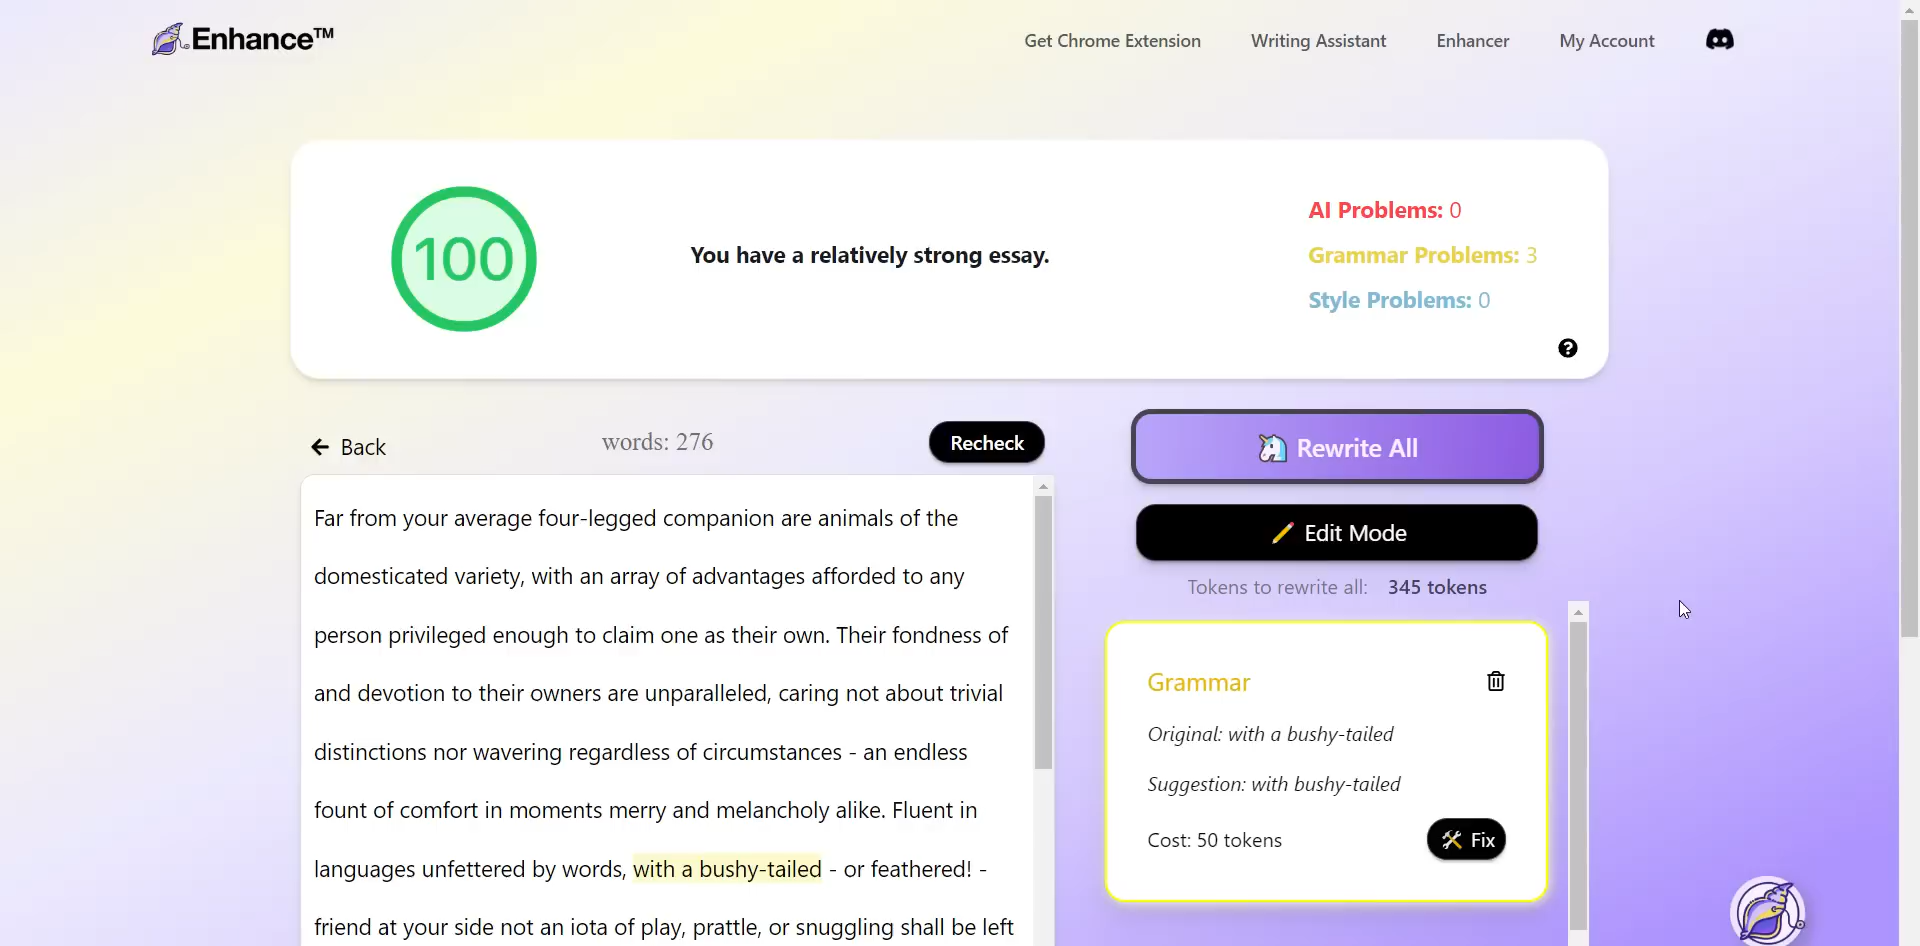 Enhance™
Get Chrome Extension
Writing Assistant
Enhancer
My Account
100
You have a relatively strong essay.
AI Problems: 0
Grammar Problems: 3
Style Problems: 0
Back
words: 276
Recheck
Far from your average four-legged companion are animals of the
domesticated variety, with an array of advantages afforded to any
person privileged enough to claim one as their own. Their fondness of
and devotion to their owners are unparalleled, caring not about trivial
distinctions nor wavering regardless of circumstances - an endless
fount of comfort in moments merry and melancholy alike. Fluent in
languages unfettered by words, with a bushy-tailed - or feathered! -
friend at your side not an iota of play, prattle, or snuggling shall be left
Rewrite All
Edit Mode
Tokens to rewrite all: 345 tokens
Grammar
Original: with a bushy-tailed
Suggestion: with bushy-tailed
Cost: 50 tokens
Fix